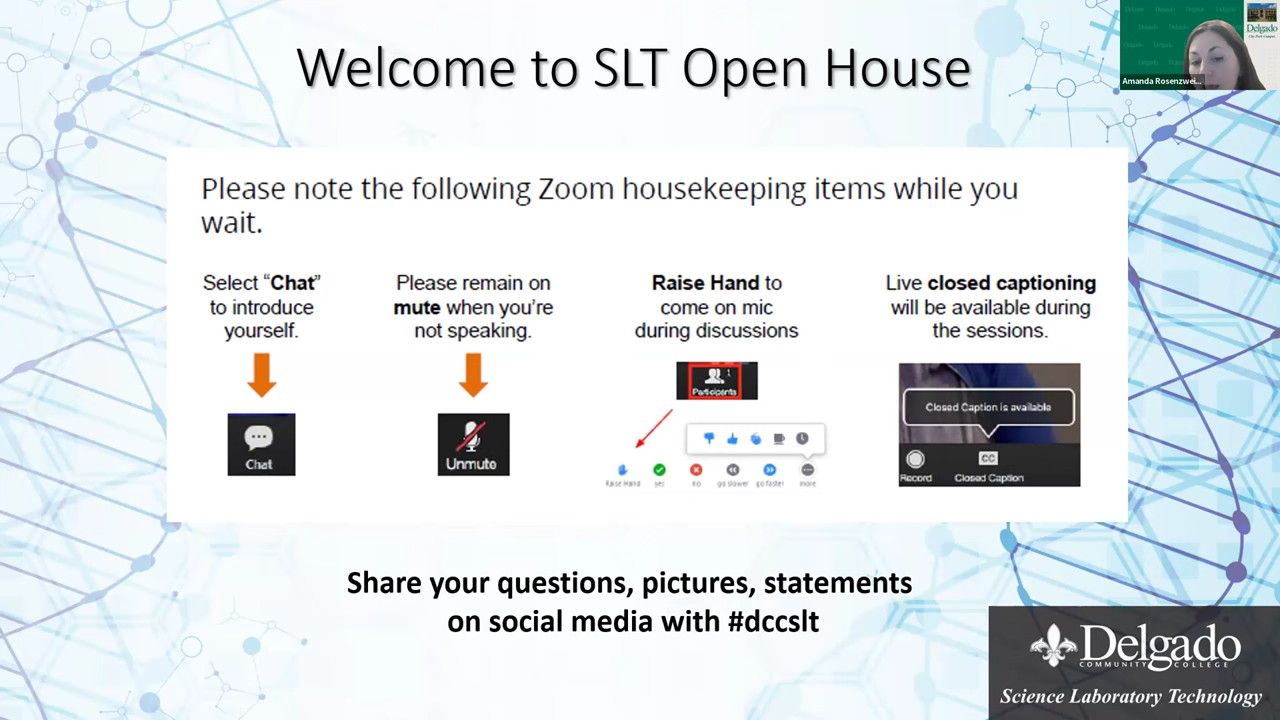 Welcome to SLT Open House
Delgado
Amanda Rosenzwei...
Please note the following Zoom housekeeping items while you
wait.
Select “Chat”
to introduce
yourself.
Chat
Please remain on
mute when you’re
not speaking.
Unmute
Raise Hand to
come on mic
during discussions
1
Participants
Raise Hand yes no go slower go faster more
Live closed captioning
will be available during
the sessions.
Closed Caption is available
CC
Record Closed Caption
Share your questions, pictures, statements
on social media with #dccslt
Delgado
COMMUNITY COLLEGE
Science Laboratory Technology